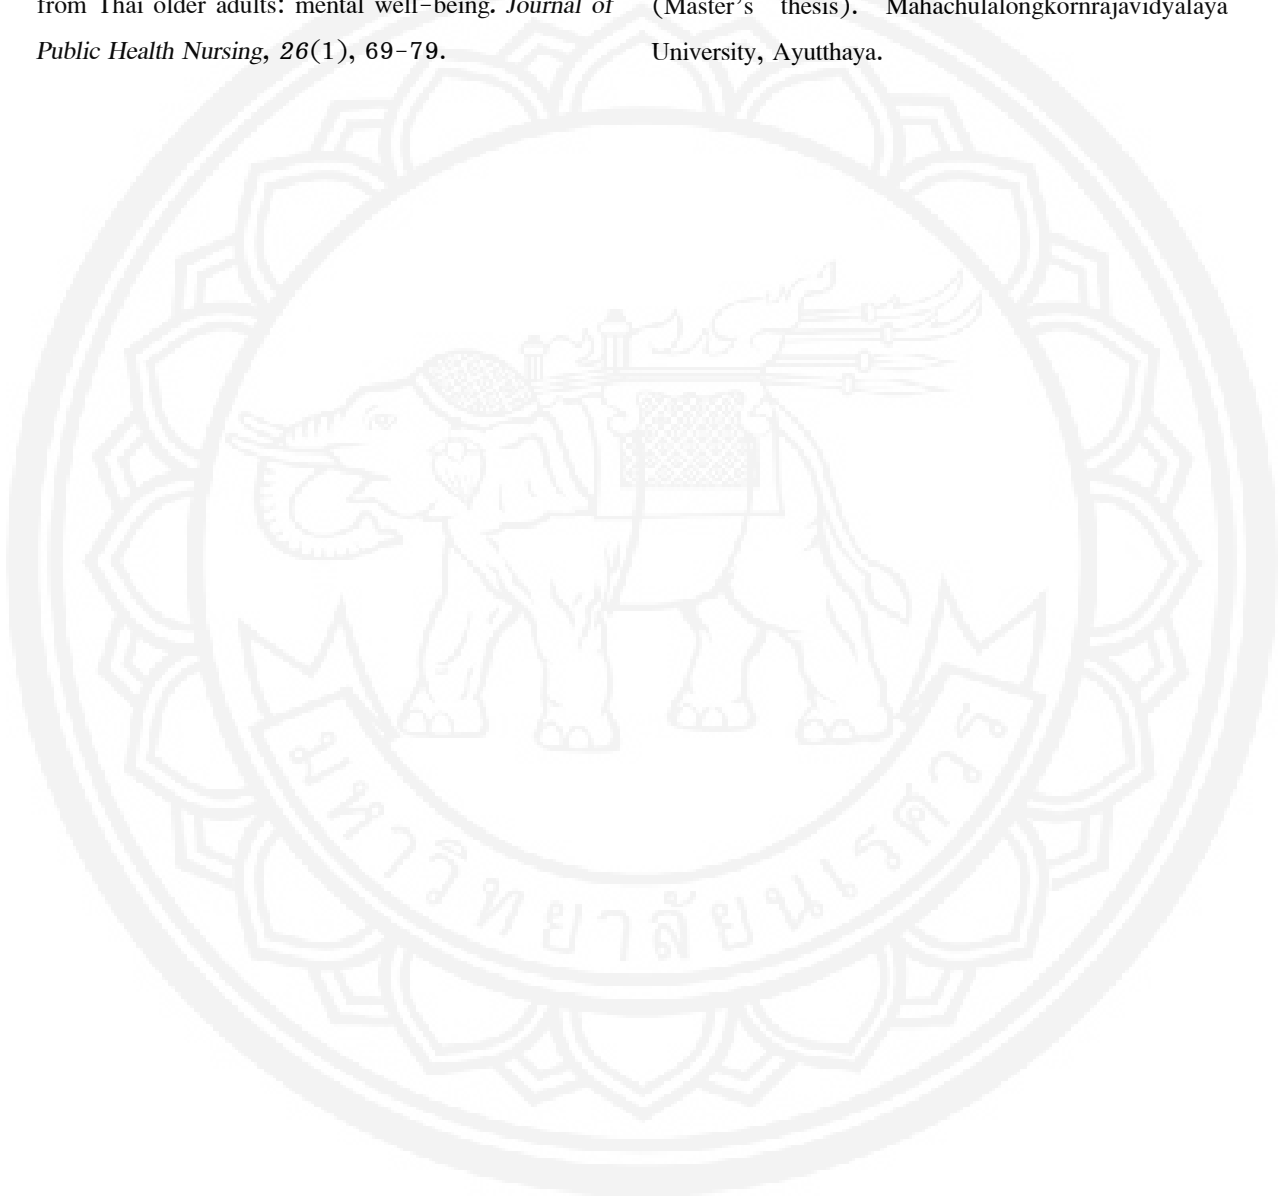 from Thai older adults: mental well-being. Journal of
Public Health Nursing, 26(1), 69-79.
(Master's thesis). Mahachulalongkornrajavidyalaya
University, Ayutthaya.
มหาวิทยาลัยนเรศวร